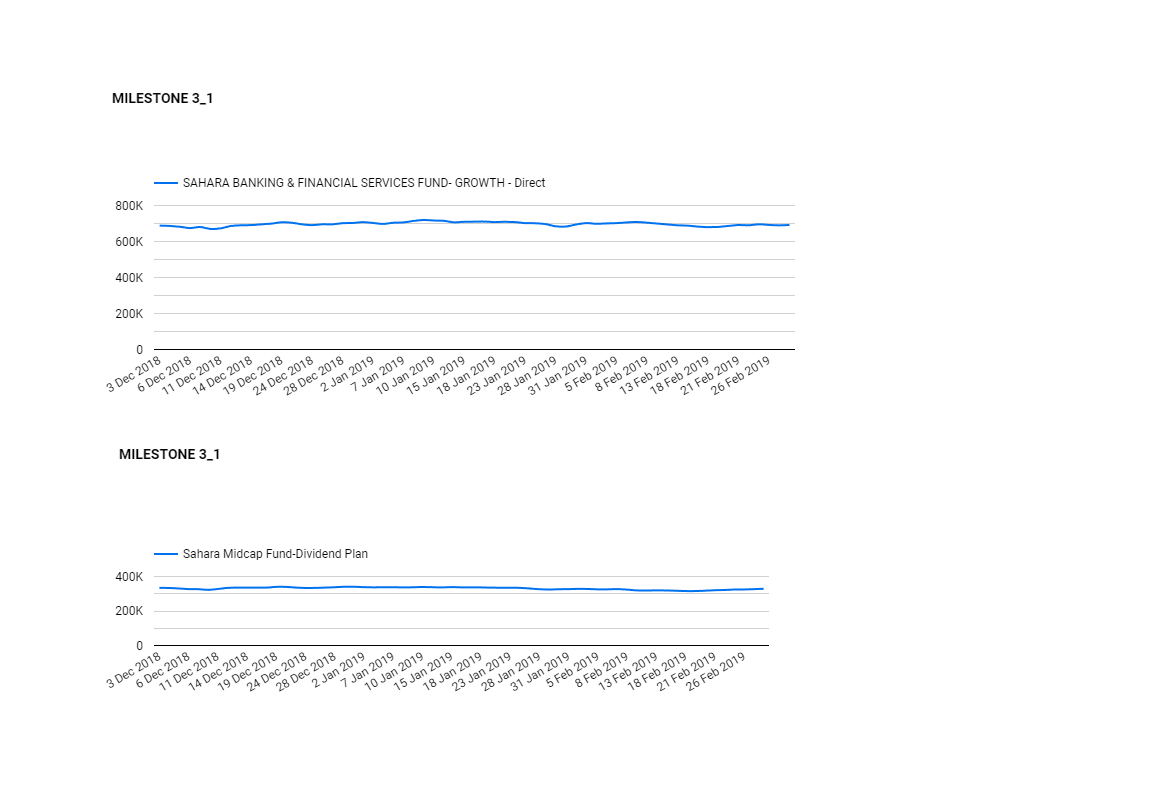 MILESTONE 3_1
SAHARA BANKING & FINANCIAL SERVICES FUND- GROWTH - Direct
800K
600K
400K
200K
0
3 Dec 2018
6 Dec 2018
11 Dec 2018
14 Dec 2018
19 Dec 2018
24 Dec 2018
28 Dec 2018
2 Jan 2019
7 Jan 2019
10 Jan 2019
15 Jan 2019
18 Jan 2019
23 Jan 2019
28 Jan 2019
31 Jan 2019
5 Feb 2019
8 Feb 2019
13 Feb 2019
18 Feb 2019
21 Feb 2019
26 Feb 2019
MILESTONE 3_1
Sahara Midcap Fund-Dividend Plan
400K
200K
0
3 Dec 2018
6 Dec 2018
11 Dec 2018
14 Dec 2018
19 Dec 2018
24 Dec 2018
28 Dec 2018
2 Jan 2019
7 Jan 2019
10 Jan 2019
15 Jan 2019
18 Jan 2019
23 Jan 2019
28 Jan 2019
31 Jan 2019
5 Feb 2019
8 Feb 2019
13 Feb 2019
18 Feb 2019
21 Feb 2019
26 Feb 2019